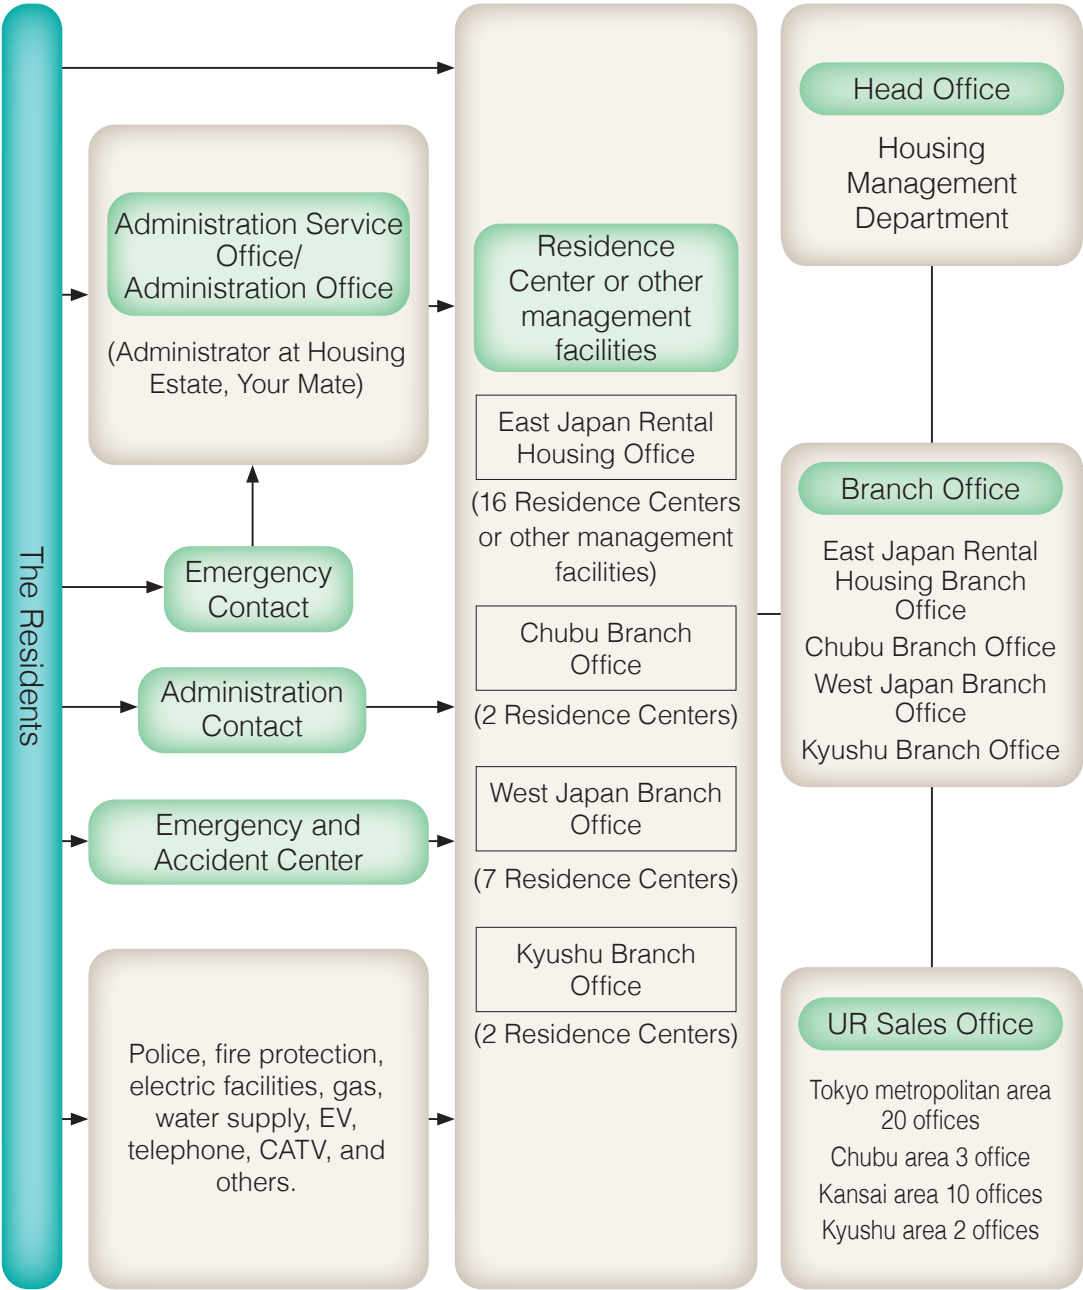 The Residents
Administration Service
Office/
Administration Office
(Administrator at Housing
Estate, Your Mate)
Emergency
Contact
Administration
Contact
Emergency and
Accident Center
Police, fire protection,
electric facilities, gas,
water supply, EV,
telephone, CATV, and
others.
Residence
Center or other
management
facilities
East Japan Rental
Housing Office
(16 Residence Centers
or other management
facilities)
Chubu Branch
Office
(2 Residence Centers)
West Japan Branch
Office
(7 Residence Centers)
Kyushu Branch
Office
(2 Residence Centers)
Head Office
Housing
Management
Department
Branch Office
East Japan Rental
Housing Branch
Office
Chubu Branch Office
West Japan Branch
Office
Kyushu Branch Office
UR Sales Office
Tokyo metropolitan area
20 offices
Chubu area 3 office
Kansai area 10 offices
Kyushu area 2 offices